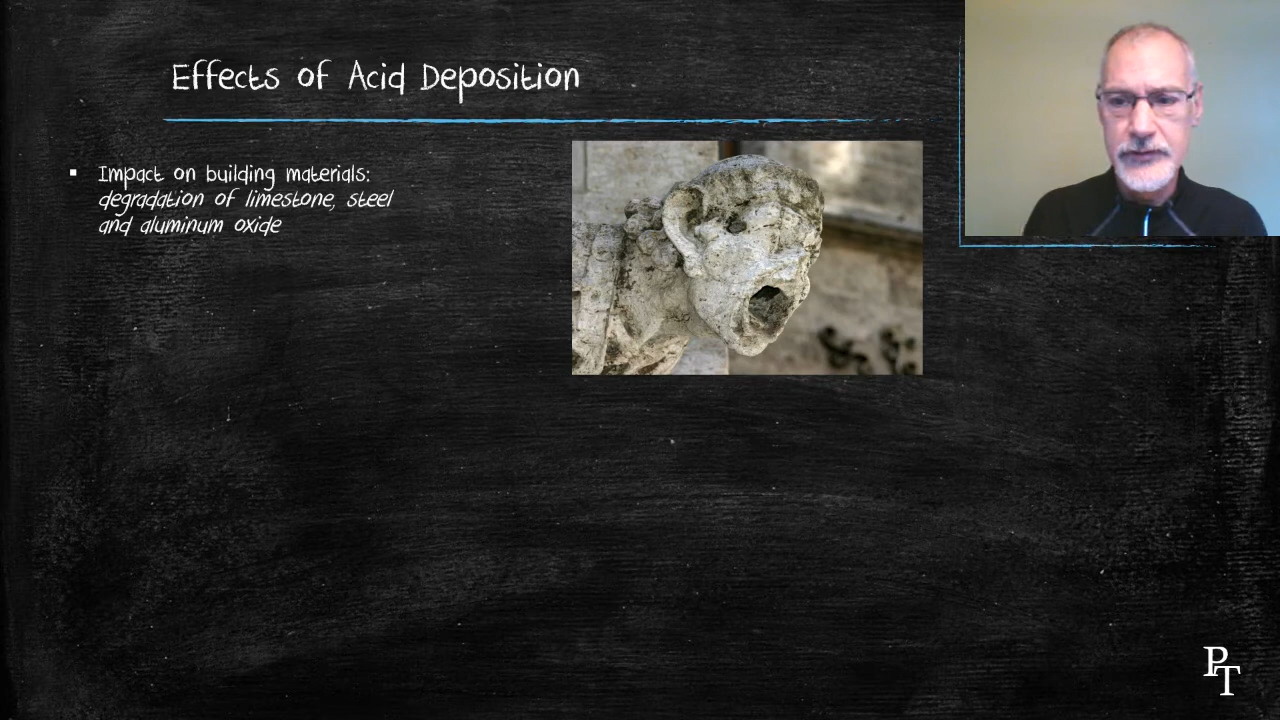 Effects of Acid Deposition
▪ Impact on building materials:
degradation of limestone, steel
and aluminum oxide
PT